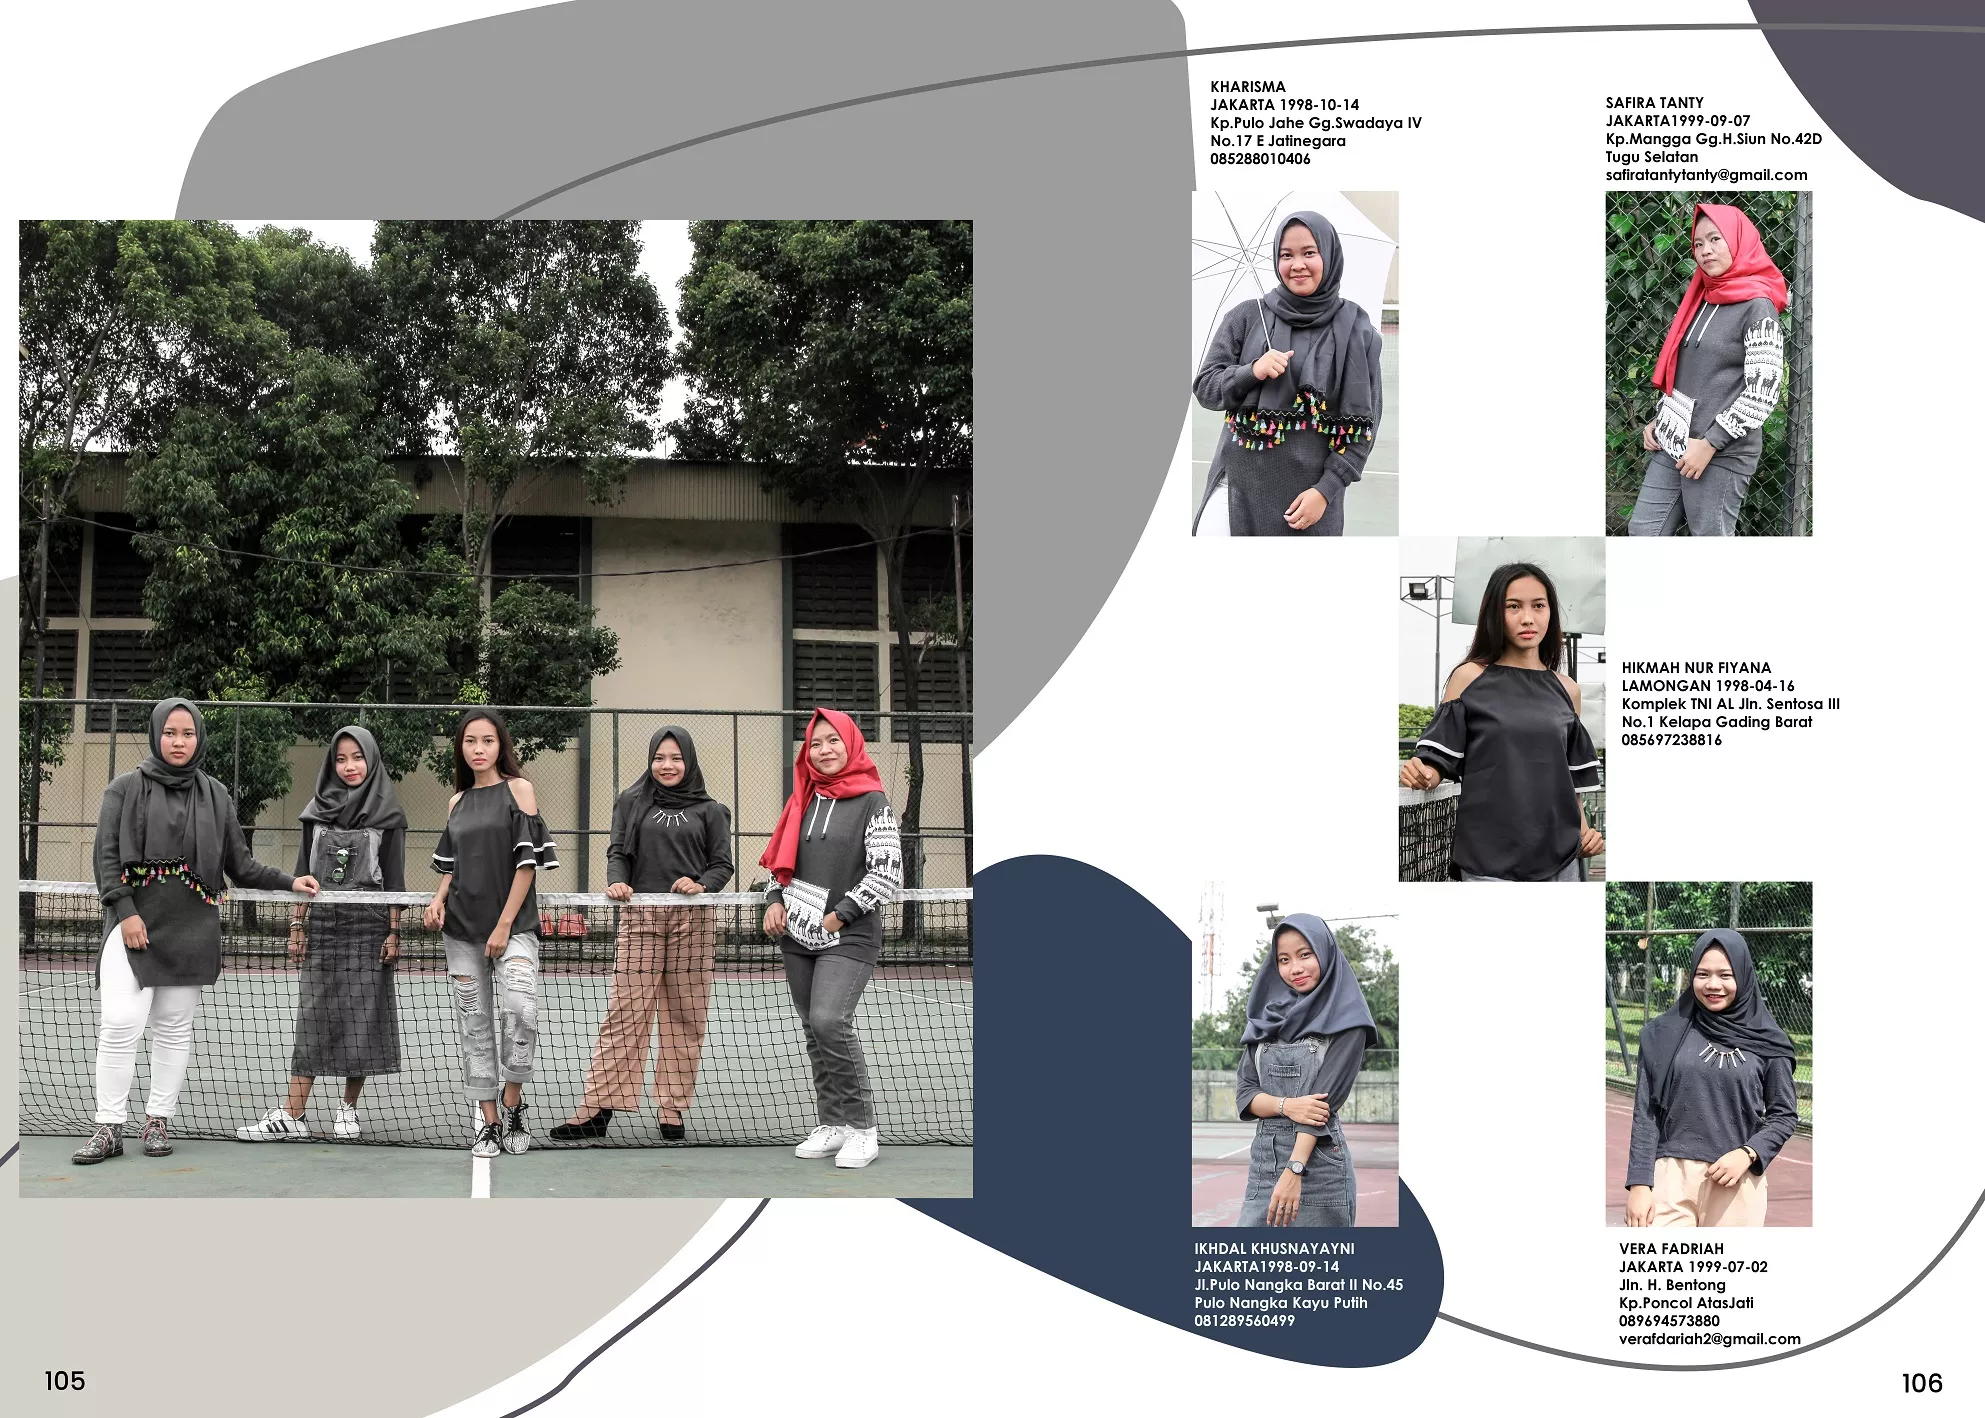 KHARISMA
JAKARTA 1998-10-14
Kp.Pulo Jahe Gg.Swadaya IV
No.17 E Jatinegara
085288010406
SAFIRA TANTY
JAKARTA1999-09-07
Kp.Mangga Gg.H.Siun No.42D
Tugu Selatan
safiratantytanty@gmail.com
HIKMAH NUR FIYANA
LAMONGAN 1998-04-16
Komplek TNI AL Jln. Sentosa III
No.1 Kelapa Gading Barat
085697238816
IKHDAL KHUSNAYAYNI
JAKARTA1998-09-14
Jl.Pulo Nangka Barat II No.45
Pulo Nangka Kayu Putih
081289560499
VERA FADRIAH
JAKARTA 1999-07-02
Jln. H. Bentong
Kp.Poncol AtasJati
089694573880
verafdariah2@gmail.com
105
106